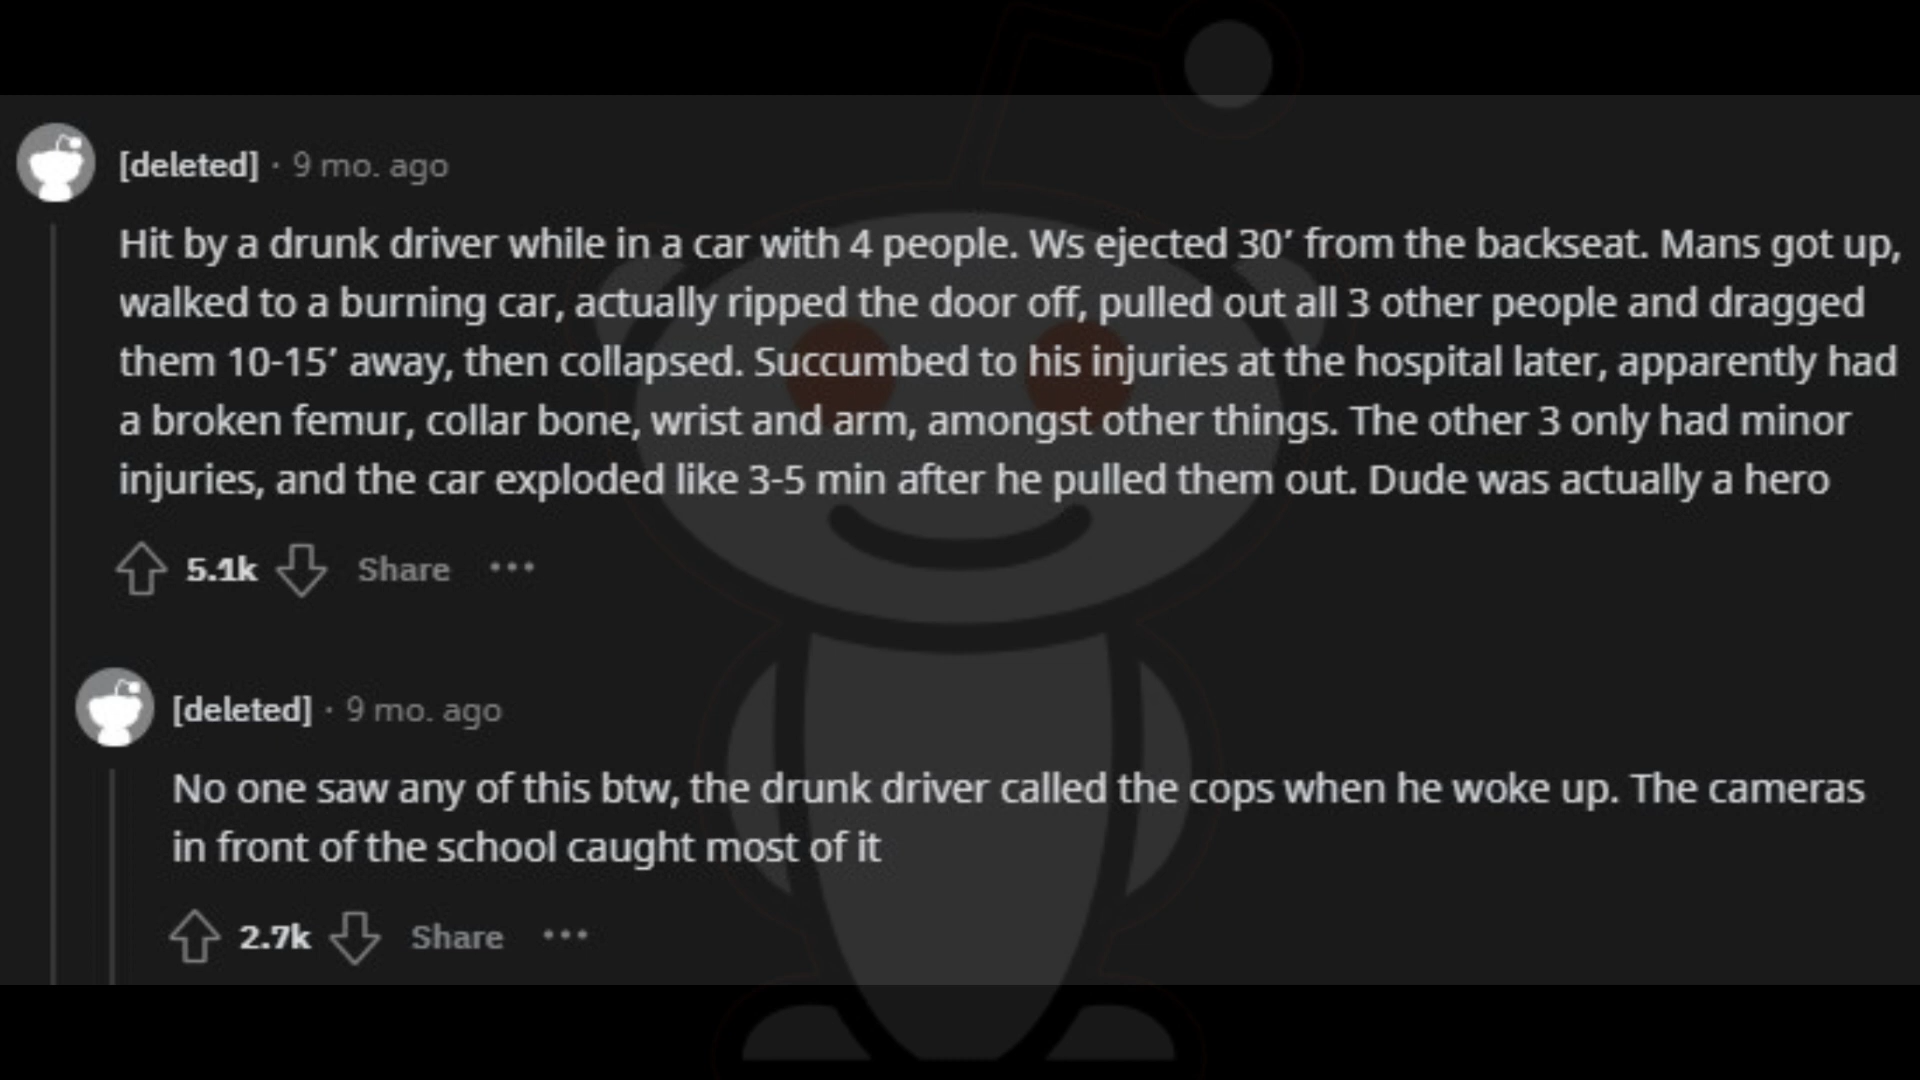 [deleted] · 9 mo. ago
Hit by a drunk driver while in a car with 4 people. Ws ejected 30′ from the backseat. Mans got up,
walked to a burning car, actually ripped the door off, pulled out all 3 other people and dragged
them 10-15′ away, then collapsed. Succumbed to his injuries at the hospital later, apparently had
a broken femur, collar bone, wrist and arm, amongst other things. The other 3 only had minor
injuries, and the car exploded like 3-5 min after he pulled them out. Dude was actually a hero
5.1k Share ···
[deleted] · 9 mo. ago
No one saw any of this btw, the drunk driver called the cops when he woke up. The cameras
in front of the school caught most of it
2.7k Share ···